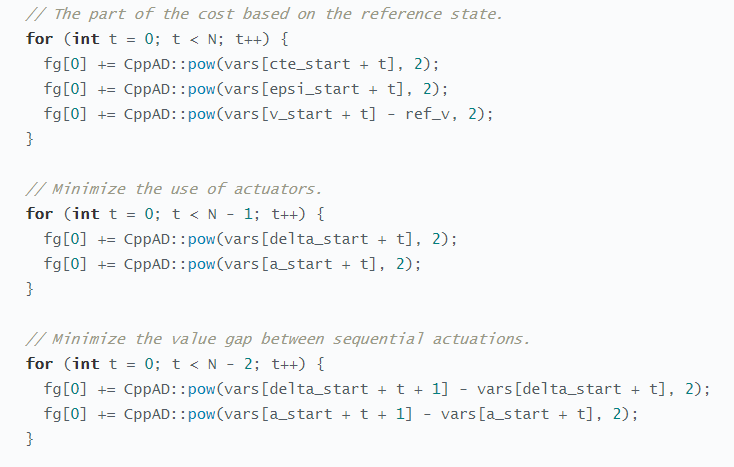 // The part of the cost based on the reference state.
for (int t = 0; t < N; t++) {
  fg[0] += CppAD::pow(vars[cte_start + t], 2);
  fg[0] += CppAD::pow(vars[epsi_start + t], 2);
  fg[0] += CppAD::pow(vars[v_start + t] - ref_v, 2);
}

// Minimize the use of actuators.
for (int t = 0; t < N - 1; t++) {
  fg[0] += CppAD::pow(vars[delta_start + t], 2);
  fg[0] += CppAD::pow(vars[a_start + t], 2);
}

// Minimize the value gap between sequential actuations.
for (int t = 0; t < N - 2; t++) {
  fg[0] += CppAD::pow(vars[delta_start + t + 1] - vars[delta_start + t], 2);
  fg[0] += CppAD::pow(vars[a_start + t + 1] - vars[a_start + t], 2);
}